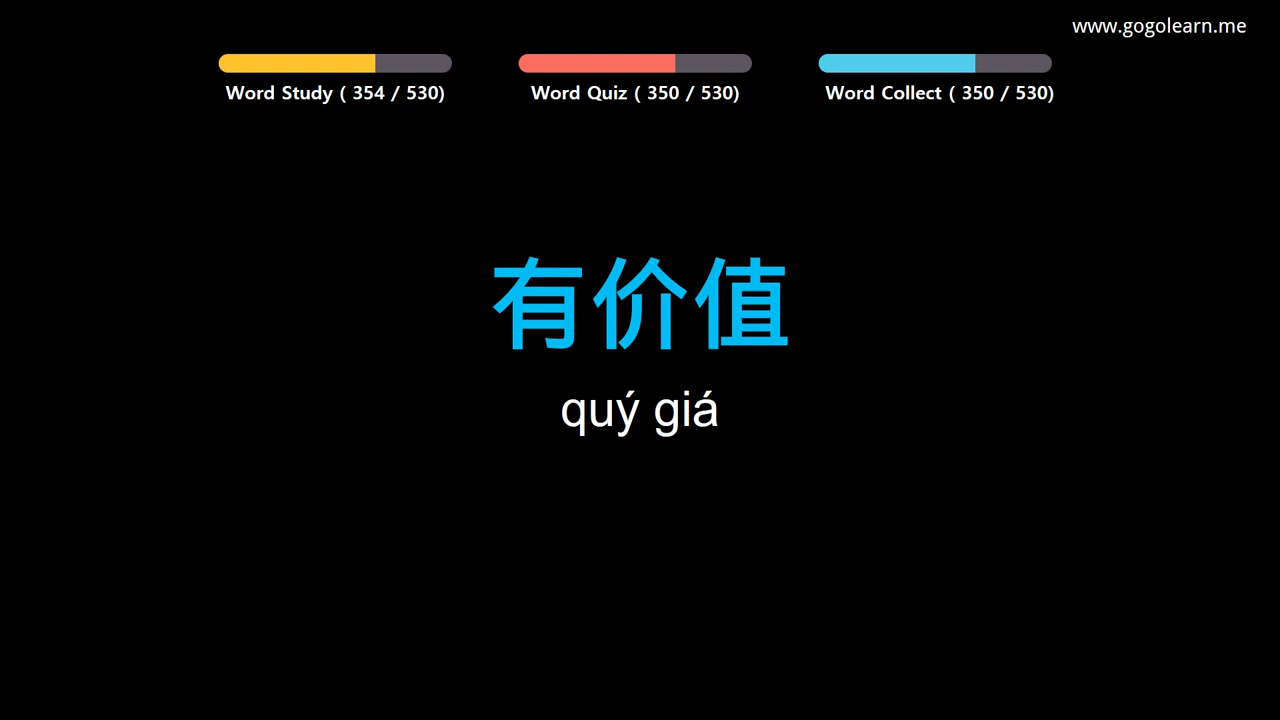 www.gogolearn.me
Word Study ( 354 / 530)
Word Quiz ( 350 / 530)
Word Collect ( 350 / 530)
有价值
quý giá